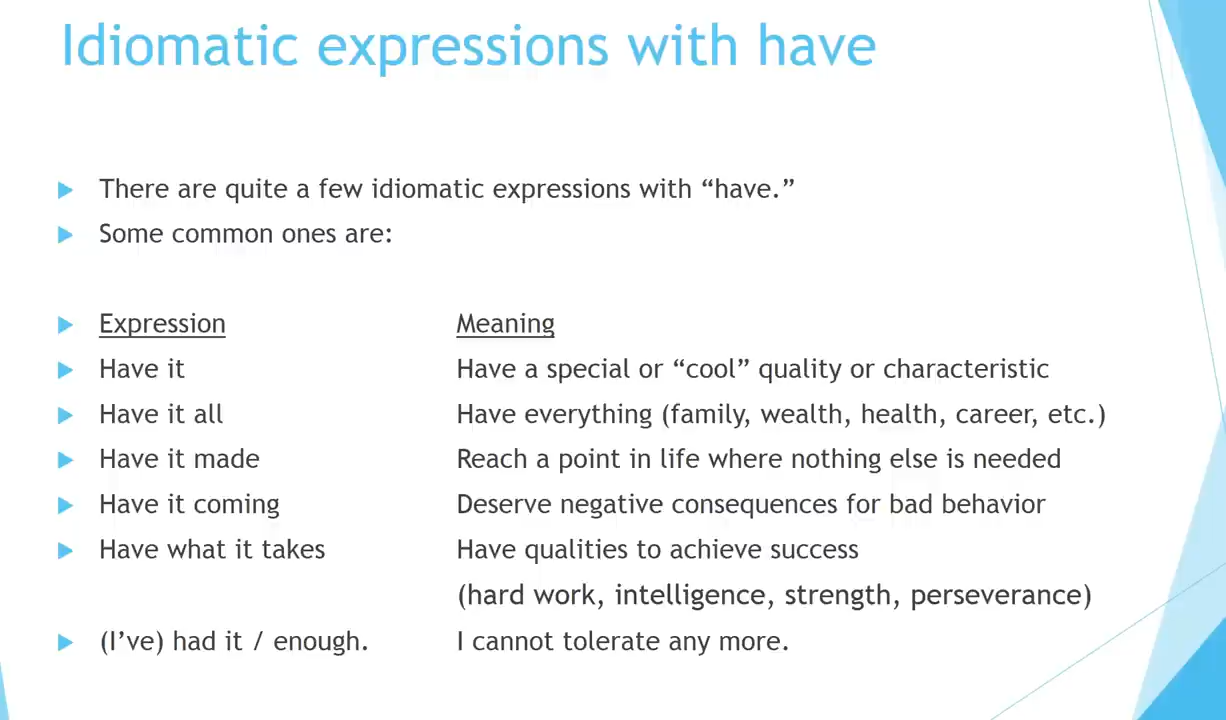 Idiomatic expressions with have
There are quite a few idiomatic expressions with “have.”
Some common ones are:
Expression Meaning
Have it Have a special or “cool” quality or characteristic
Have it all Have everything (family, wealth, health, career, etc.)
Have it made Reach a point in life where nothing else is needed
Have it coming Deserve negative consequences for bad behavior
Have what it takes Have qualities to achieve success
(hard work, intelligence, strength, perseverance)
(I’ve) had it / enough. I cannot tolerate any more.